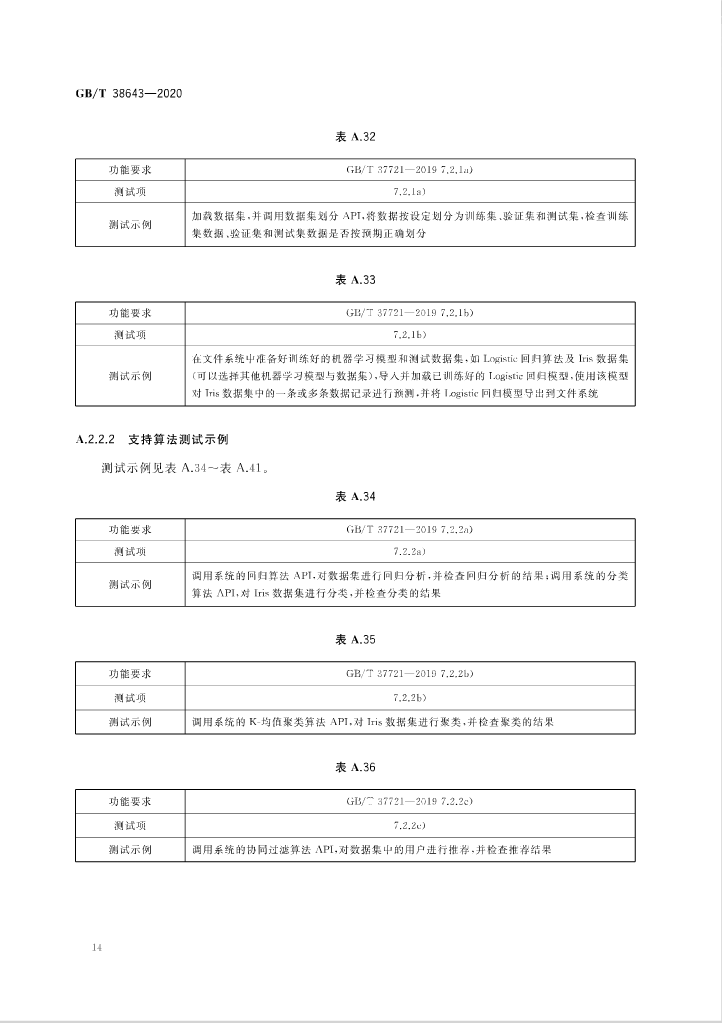 GB/T 38643—2020
表 A.32
功能要求 GB/T 37721—2019 7.2.1a)
测试项 7.2.1a)
测试示例 加载数据集,并调用数据集划分 API,将数据按设定划分为训练集、验证集和测试集,检查训练
集数据、验证集和测试集数据是否按预期正确划分
表 A.33
功能要求 GB/T 37721—2019 7.2.1b)
测试项 7.2.1b)
测试示例 在文件系统中准备好训练好的机器学习模型和测试数据集,如 Logistic 回归算法及 Iris 数据集
(可以选择其他机器学习模型与数据集),导入并加载已训练好的 Logistic 回归模型,使用该模型
对 Iris 数据集中的一条或多条数据记录进行预测,并将 Logistic 回归模型导出到文件系统
A.2.2.2 支持算法测试示例
测试示例见表 A.34~表 A.41。
表 A.34
功能要求 GB/T 37721—2019 7.2.2a)
测试项 7.2.2a)
测试示例 调用系统的回归算法 API,对数据集进行回归分析,并检查回归分析的结果;调用系统的分类
算法 API,对 Iris 数据集进行分类,并检查分类的结果
表 A.35
功能要求 GB/T 37721—2019 7.2.2b)
测试项 7.2.2b)
测试示例 调用系统的 K-均值聚类算法 API,对 Iris 数据集进行聚类,并检查聚类的结果
表 A.36
功能要求 GB/T 37721—2019 7.2.2c)
测试项 7.2.2c)
测试示例 调用系统的协同过滤算法 API,对数据集中的用户进行推荐,并检查推荐结果
14